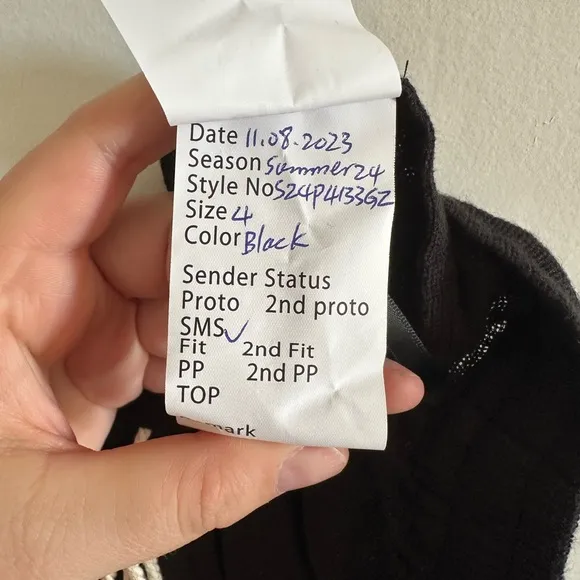 Date 11.08.2023
Season Summer24
Style No S24P4133GZ
Size 4
Color Black
Sender Status
Proto 2nd proto
SMS ✓
Fit 2nd Fit
PP 2nd PP
TOP